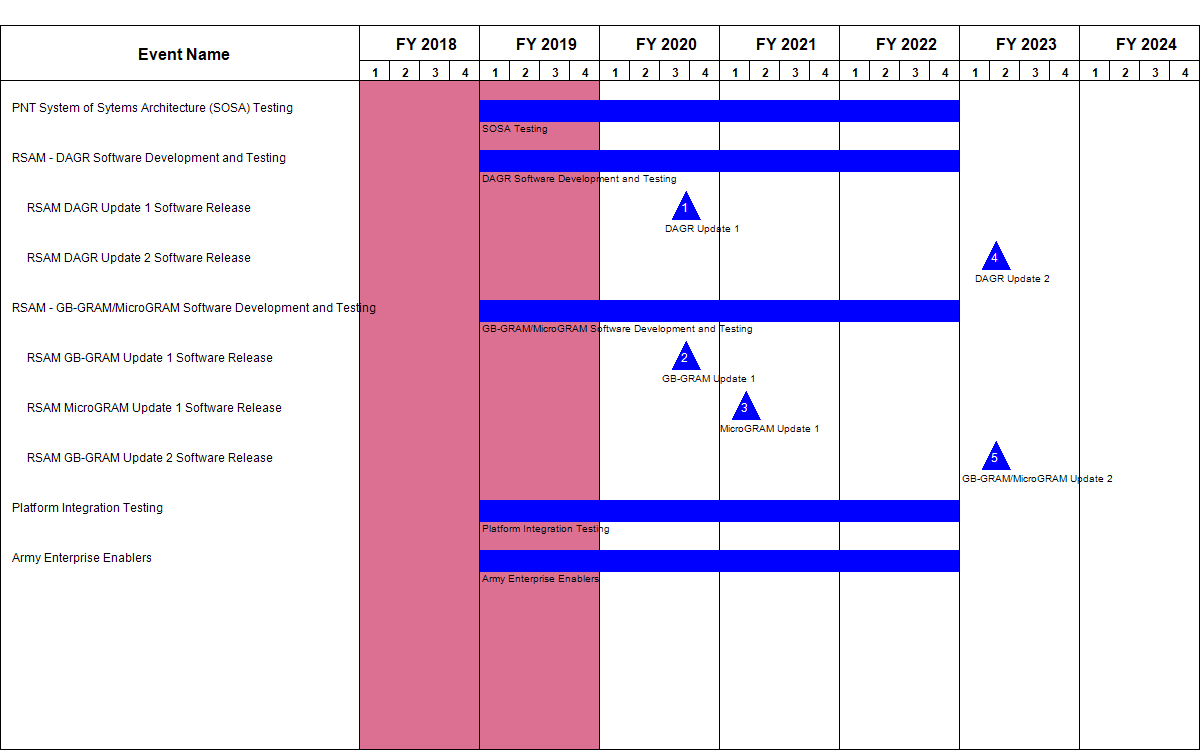 Event Name FY 2018 FY 2019 FY 2020 FY 2021 FY 2022 FY 2023 FY 2024
1 2 3 4 1 2 3 4 1 2 3 4 1 2 3 4 1 2 3 4 1 2 3 4 1 2 3 4
PNT System of Sytems Architecture (SOSA) Testing
SOSA Testing
RSAM - DAGR Software Development and Testing
DAGR Software Development and Testing
RSAM DAGR Update 1 Software Release 1
DAGR Update 1
RSAM DAGR Update 2 Software Release 4
DAGR Update 2
RSAM - GB-GRAM/MicroGRAM Software Development and Testing
GB-GRAM/MicroGRAM Software Development and Testing
RSAM GB-GRAM Update 1 Software Release 2
GB-GRAM Update 1
RSAM MicroGRAM Update 1 Software Release 3
MicroGRAM Update 1
RSAM GB-GRAM Update 2 Software Release 5
GB-GRAM/MicroGRAM Update 2
Platform Integration Testing
Platform Integration Testing
Army Enterprise Enablers
Army Enterprise Enablers